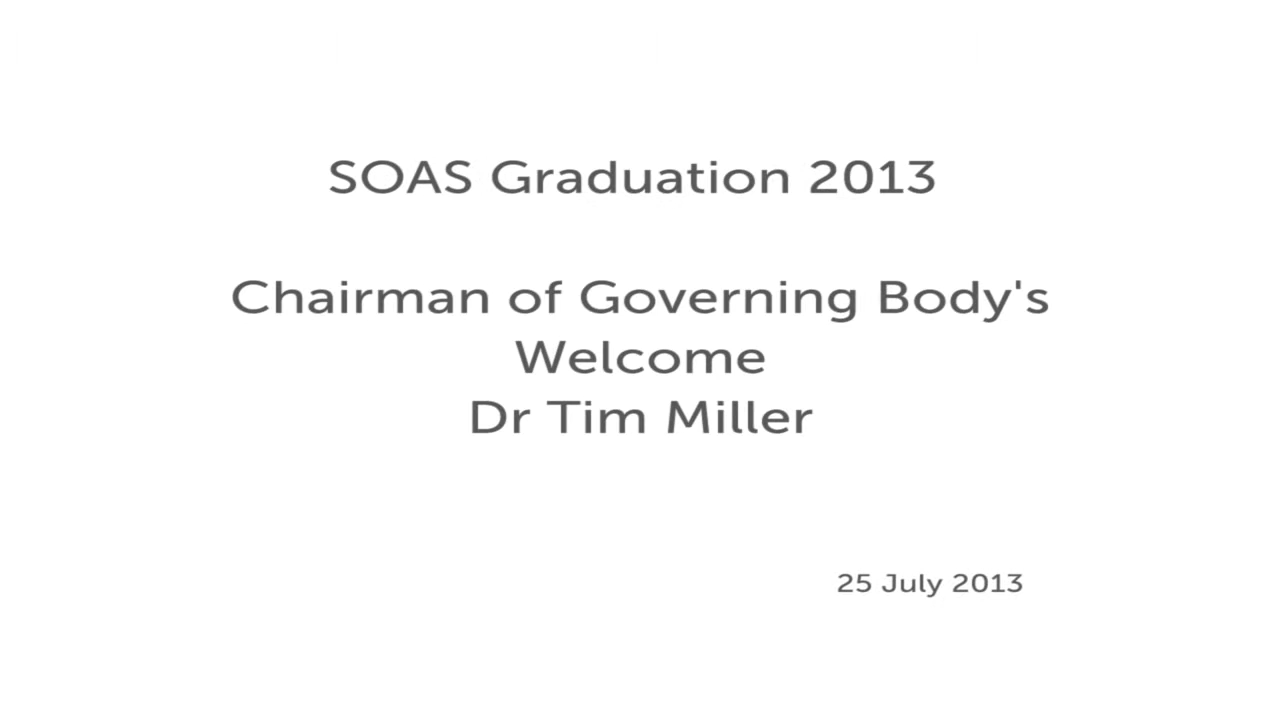 SOAS Graduation 2013
Chairman of Governing Body's
Welcome
Dr Tim Miller
25 July 2013